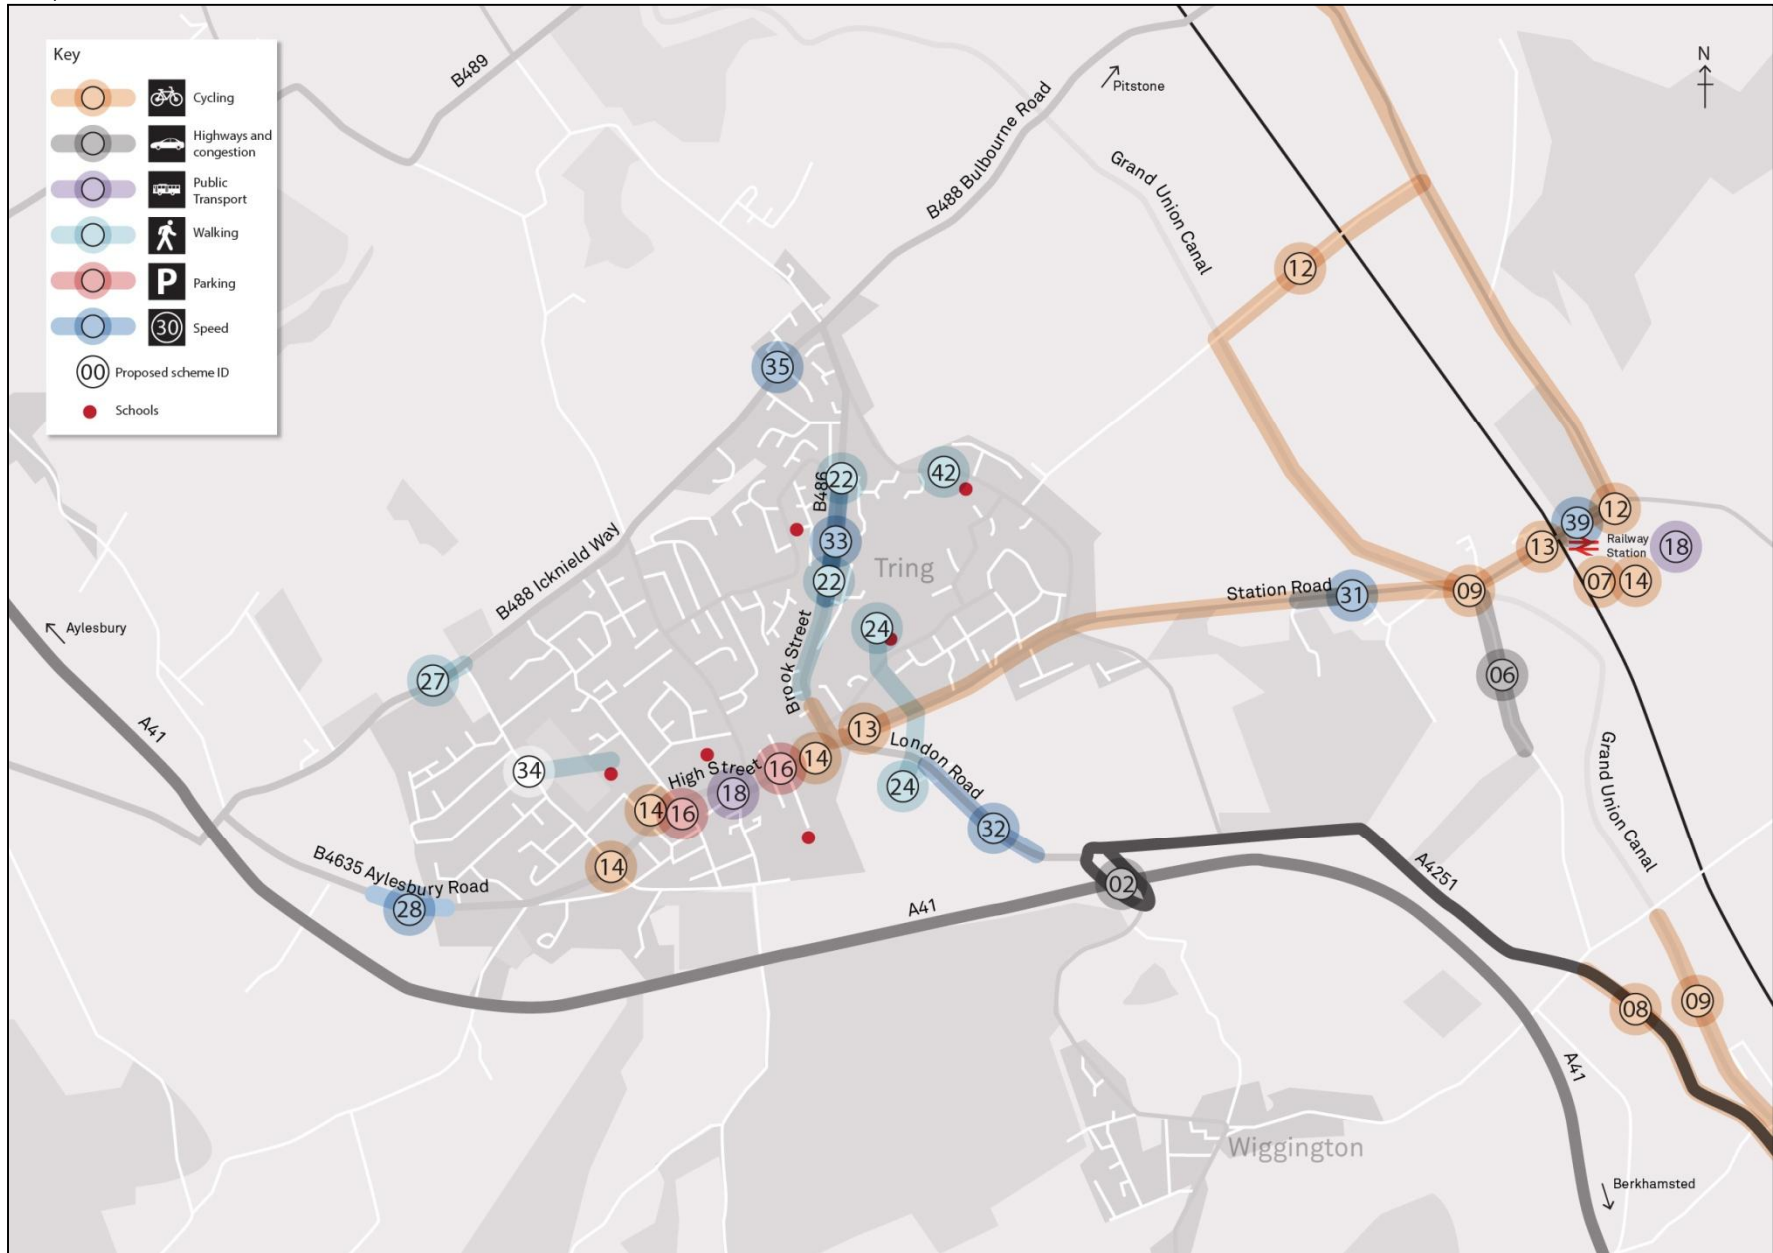 Key
Cycling
Highways and
congestion
Public
Transport
Walking
P
Parking
30
Speed
00
Proposed scheme ID
Schools
B489
N
Pitstone
B488 Bulbourne Road
Grand Union Canal
12
35
22
42
B486
33
Tring
22
B488 Icknield Way
12
39
13
Railway
Station
18
07
14
Station Road
31
09
Aylesbury
24
Brook Street
27
06
A41
13
London Road
14
High Street
16
34
18
24
Grand Union Canal
14
16
32
14
B4635 Aylesbury Road
28
A4251
02
A41
08
09
A41
Wiggington
Berkhamsted